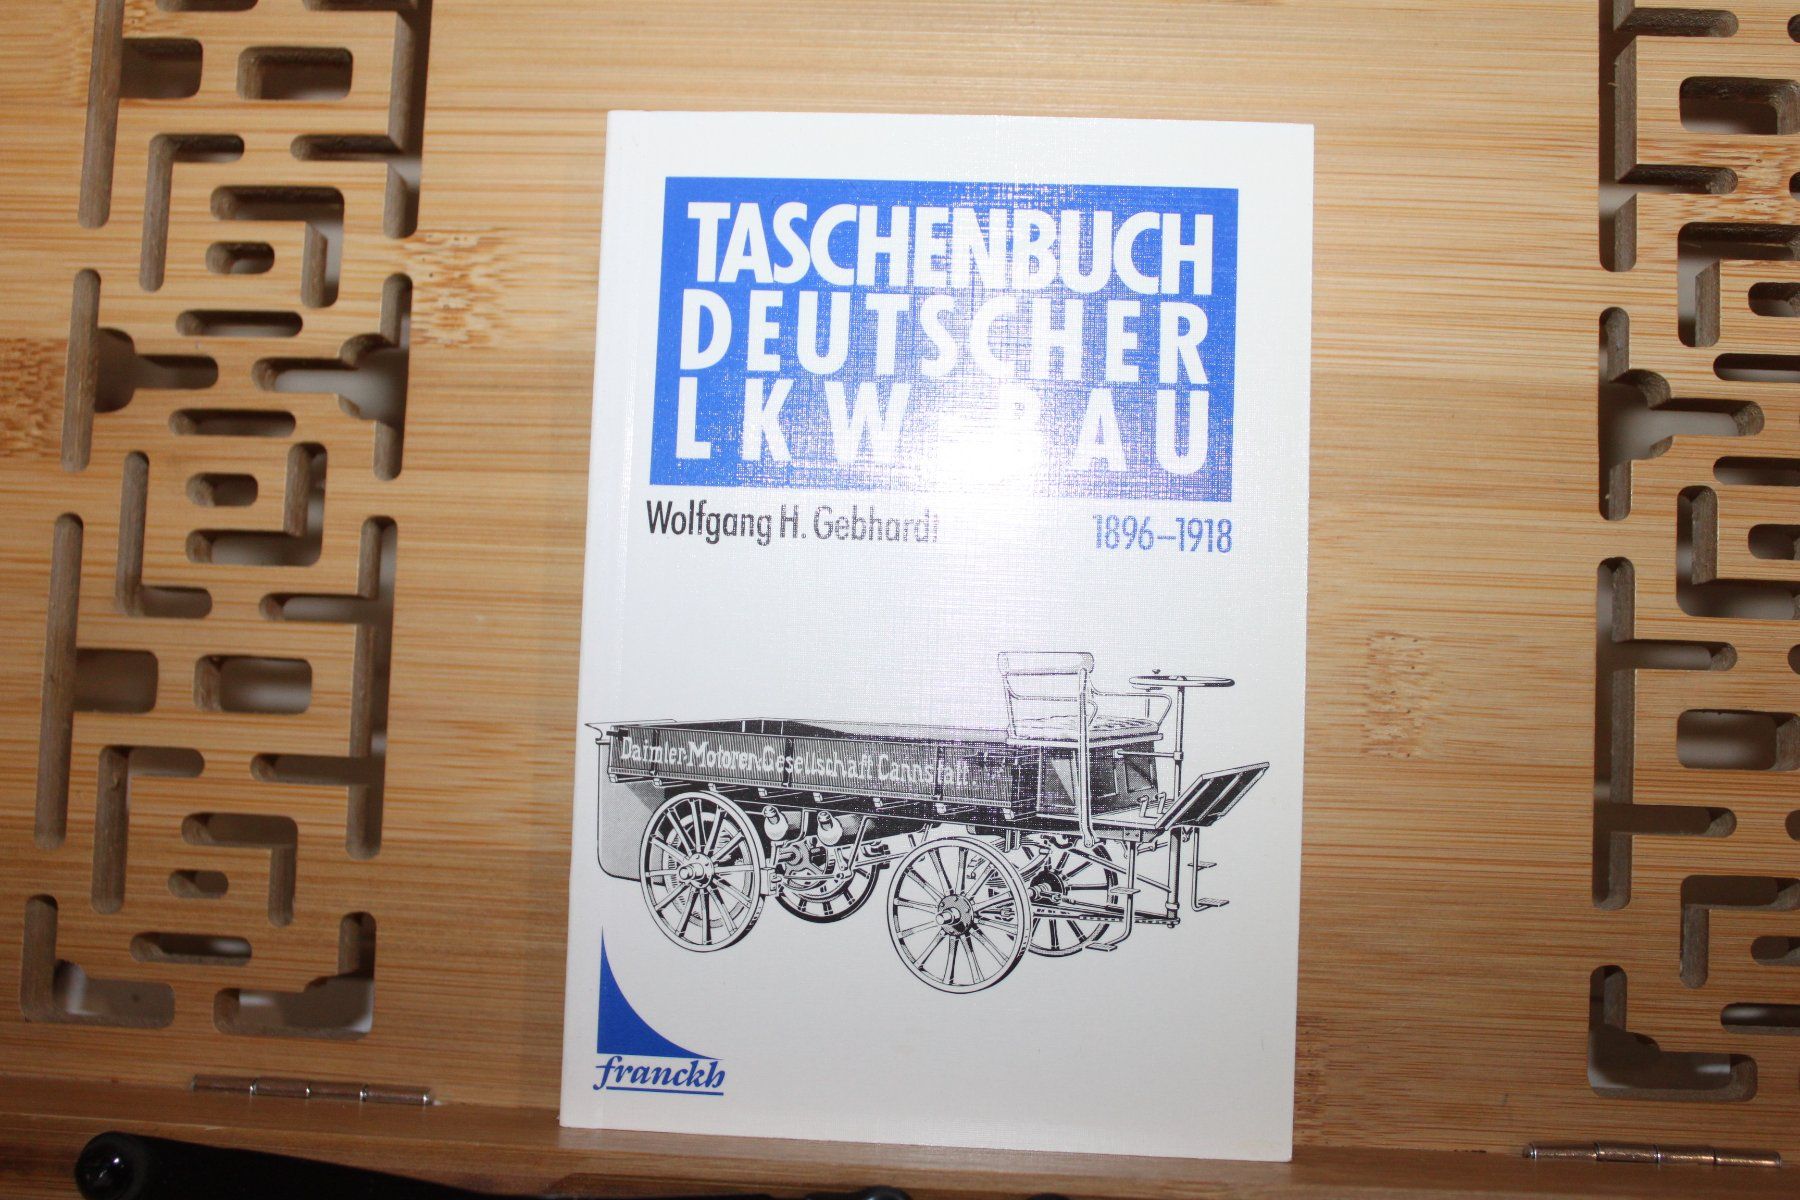 TASCHENBUCH
DEUTSCHER
LKW-BAU
Wolfgang H. Gebhardt
1896–1918
Daimler-Motoren-Gesellschaft Cannstatt
franckh